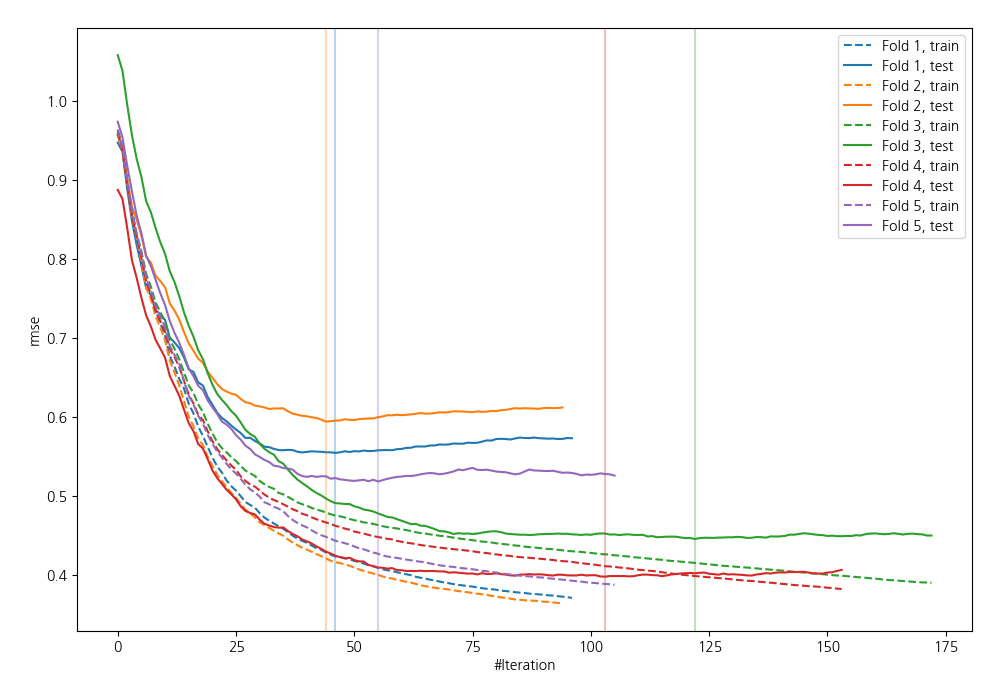 1.0
0.9
0.8
0.7
0.6
0.5
0.4
rmse
0
25
50
75
100
125
150
175
#Iteration
Fold 1, train
Fold 1, test
Fold 2, train
Fold 2, test
Fold 3, train
Fold 3, test
Fold 4, train
Fold 4, test
Fold 5, train
Fold 5, test